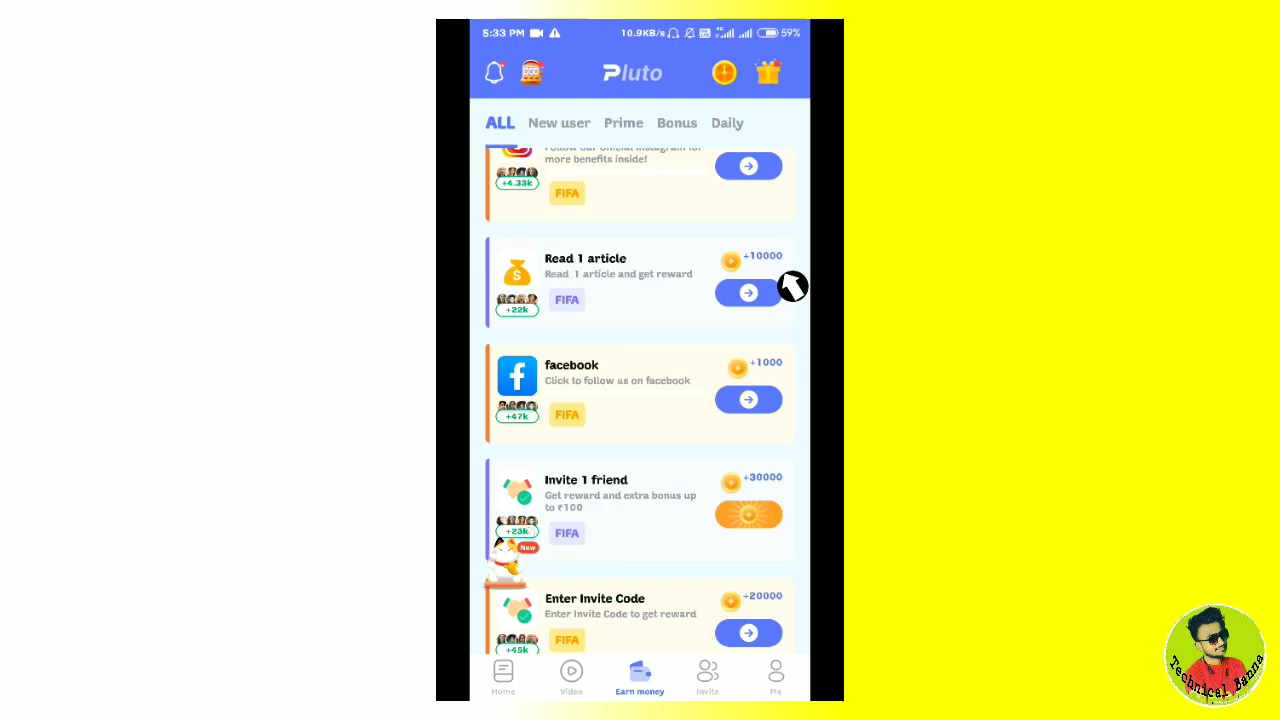 5:33 PM 10.9KB/s 59%
Pluto
ALL New user Prime Bonus Daily
Follow our official Instagram for
more benefits inside!
+4.33k
FIFA
Read 1 article +10000
Read 1 article and get reward
FIFA
+22k
facebook +1000
Click to follow us on facebook
+47k
FIFA
Invite 1 friend +30000
Get reward and extra bonus up
to ₹100
+23k
FIFA
New
Enter Invite Code +20000
Enter Invite Code to get reward
FIFA
+45k
Home Video Earn money Invite Me
Technical Banna